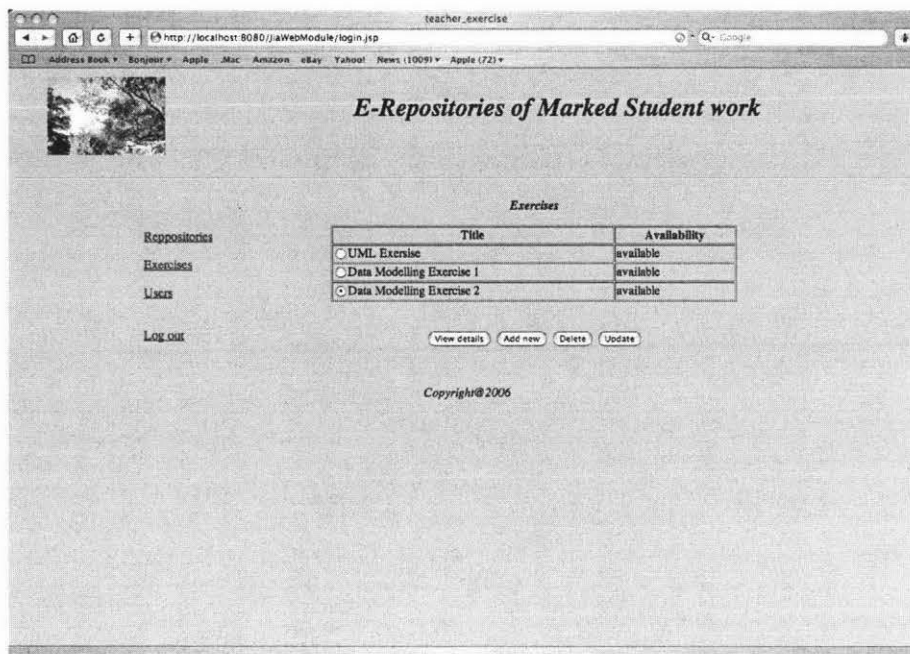 teacher_exercise
http://localhost:8080/JiaWebModule/login.jsp
Google
Address Book Bonjour Apple .Mac Amazon eBay Yahoo! News (1009) Apple (72)
E-Repositories of Marked Student work
Exercises
Reppositories
Exercises
Users
Log out
Title Availability
UML Exersise available
Data Modelling Exercise 1 available
Data Modelling Exercise 2 available
View details Add new Delete Update
Copyright@2006